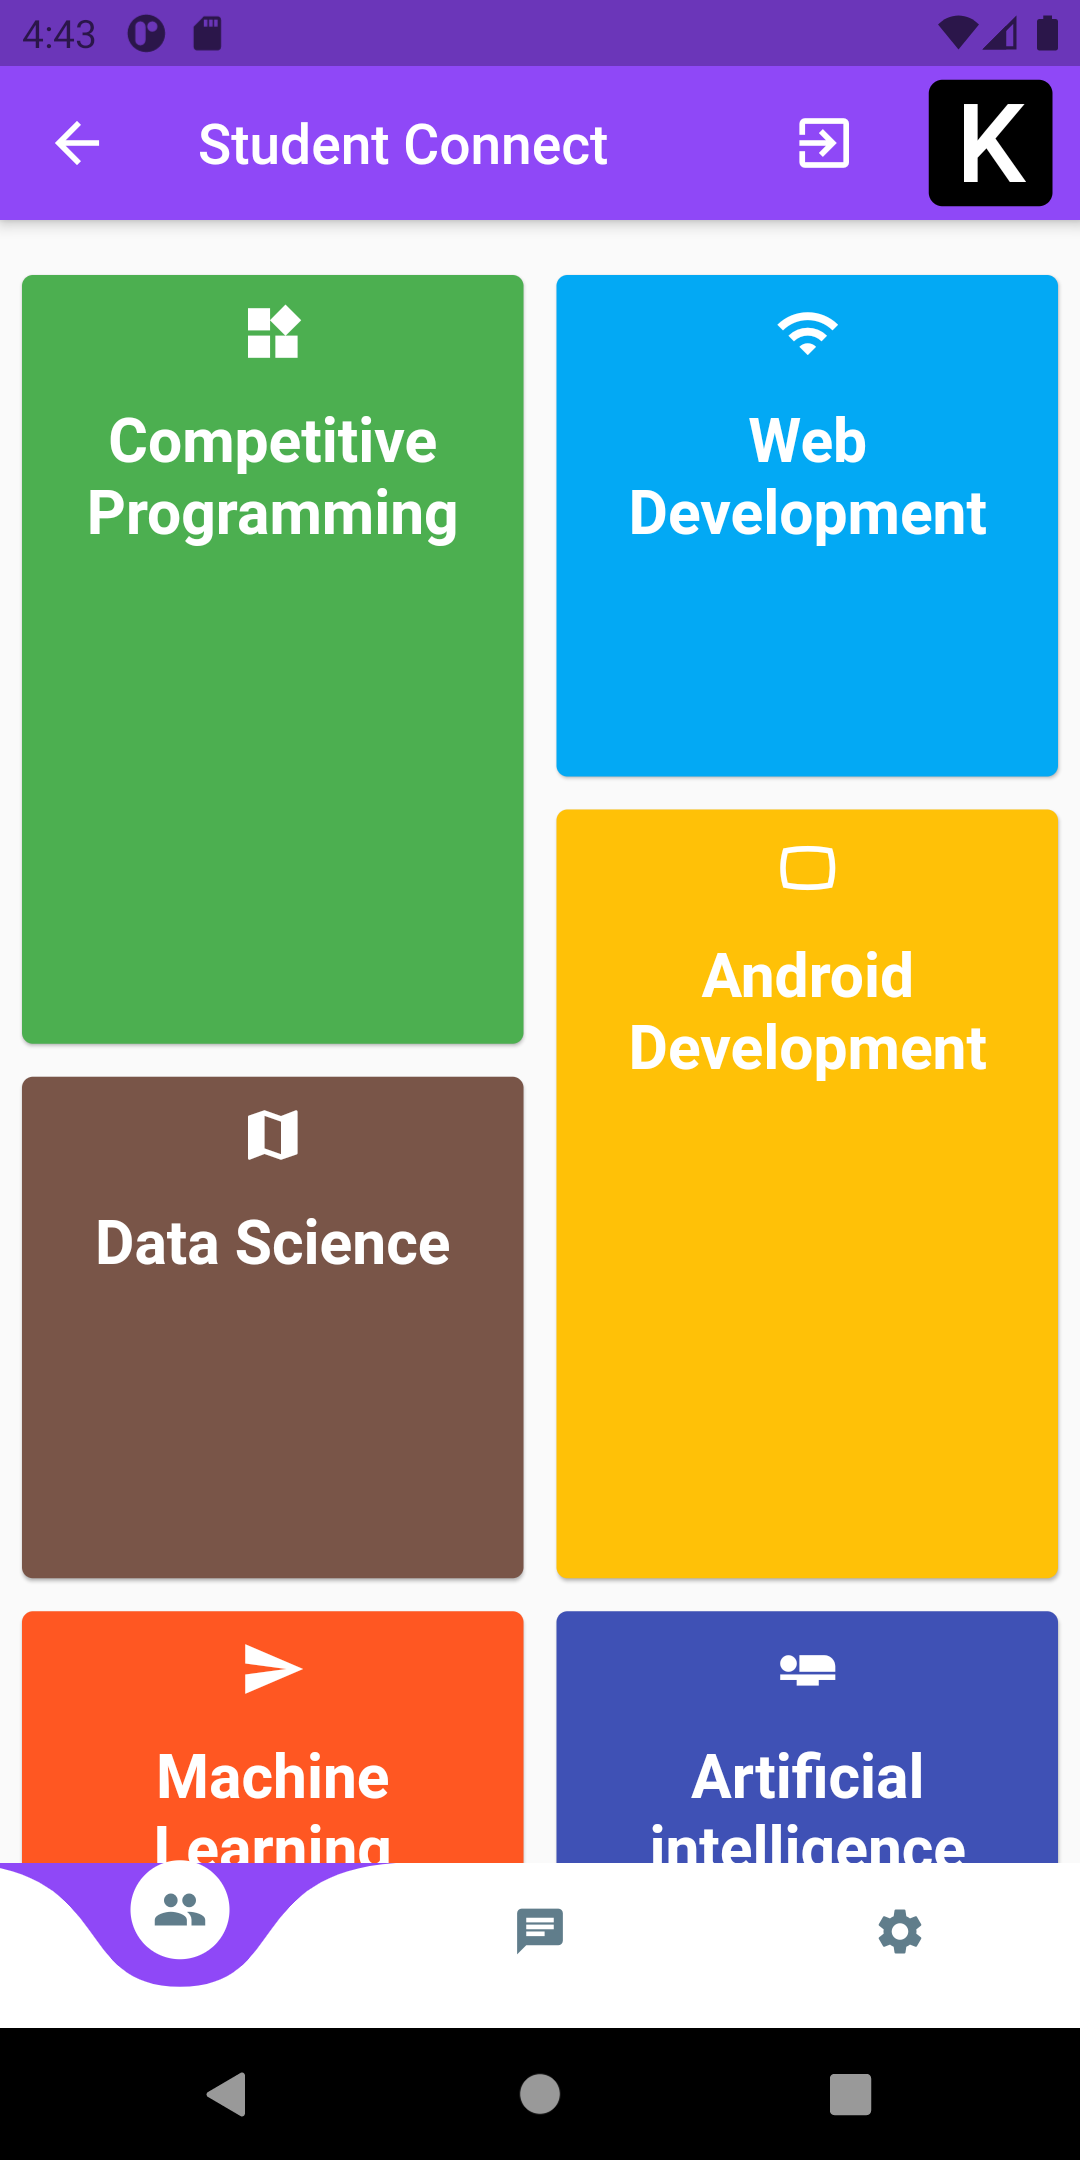 4:43
Student Connect
K
Competitive
Programming
Web
Development
Android
Development
Data Science
Machine
Learning
Artificial
intelligence